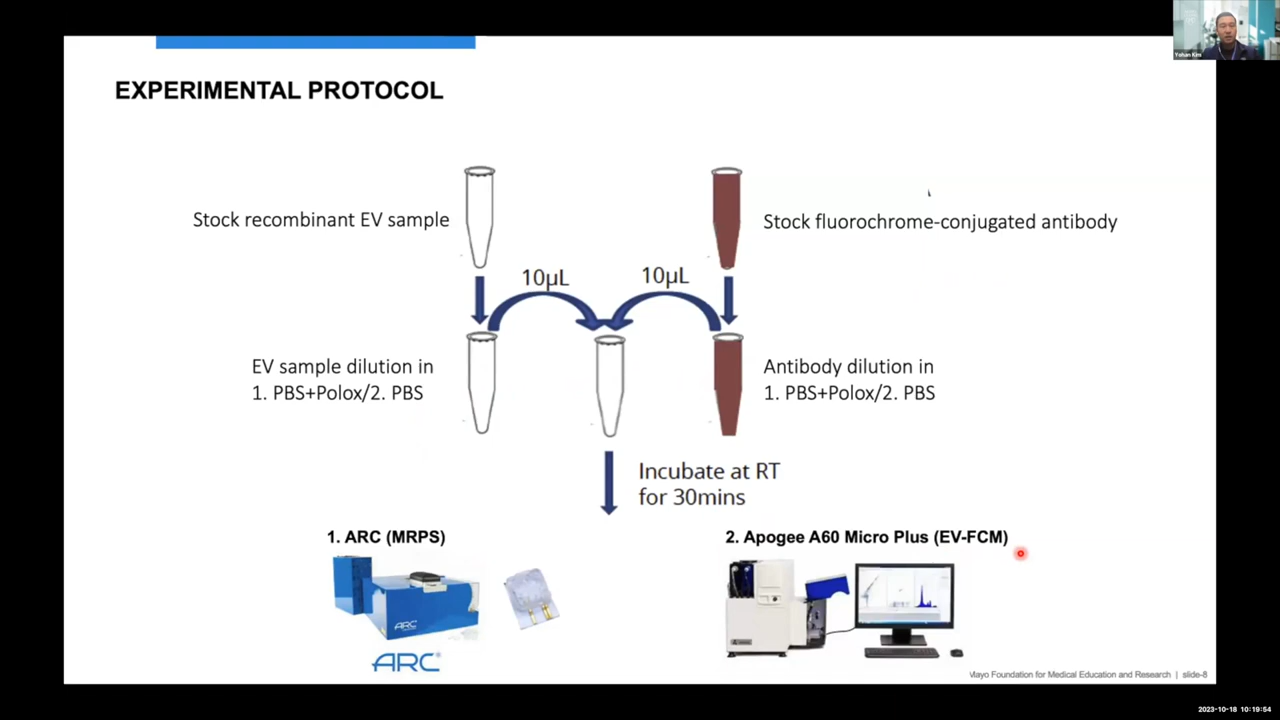 Yohan Kim
EXPERIMENTAL PROTOCOL
Stock recombinant EV sample
Stock fluorochrome-conjugated antibody
10µL
10µL
EV sample dilution in
1. PBS+Polox/2. PBS
Antibody dilution in
1. PBS+Polox/2. PBS
Incubate at RT
for 30mins
1. ARC (MRPS)
2. Apogee A60 Micro Plus (EV-FCM)
ARC
ARC
Mayo Foundation for Medical Education and Research | slide-8
2023-10-18 10:19:54